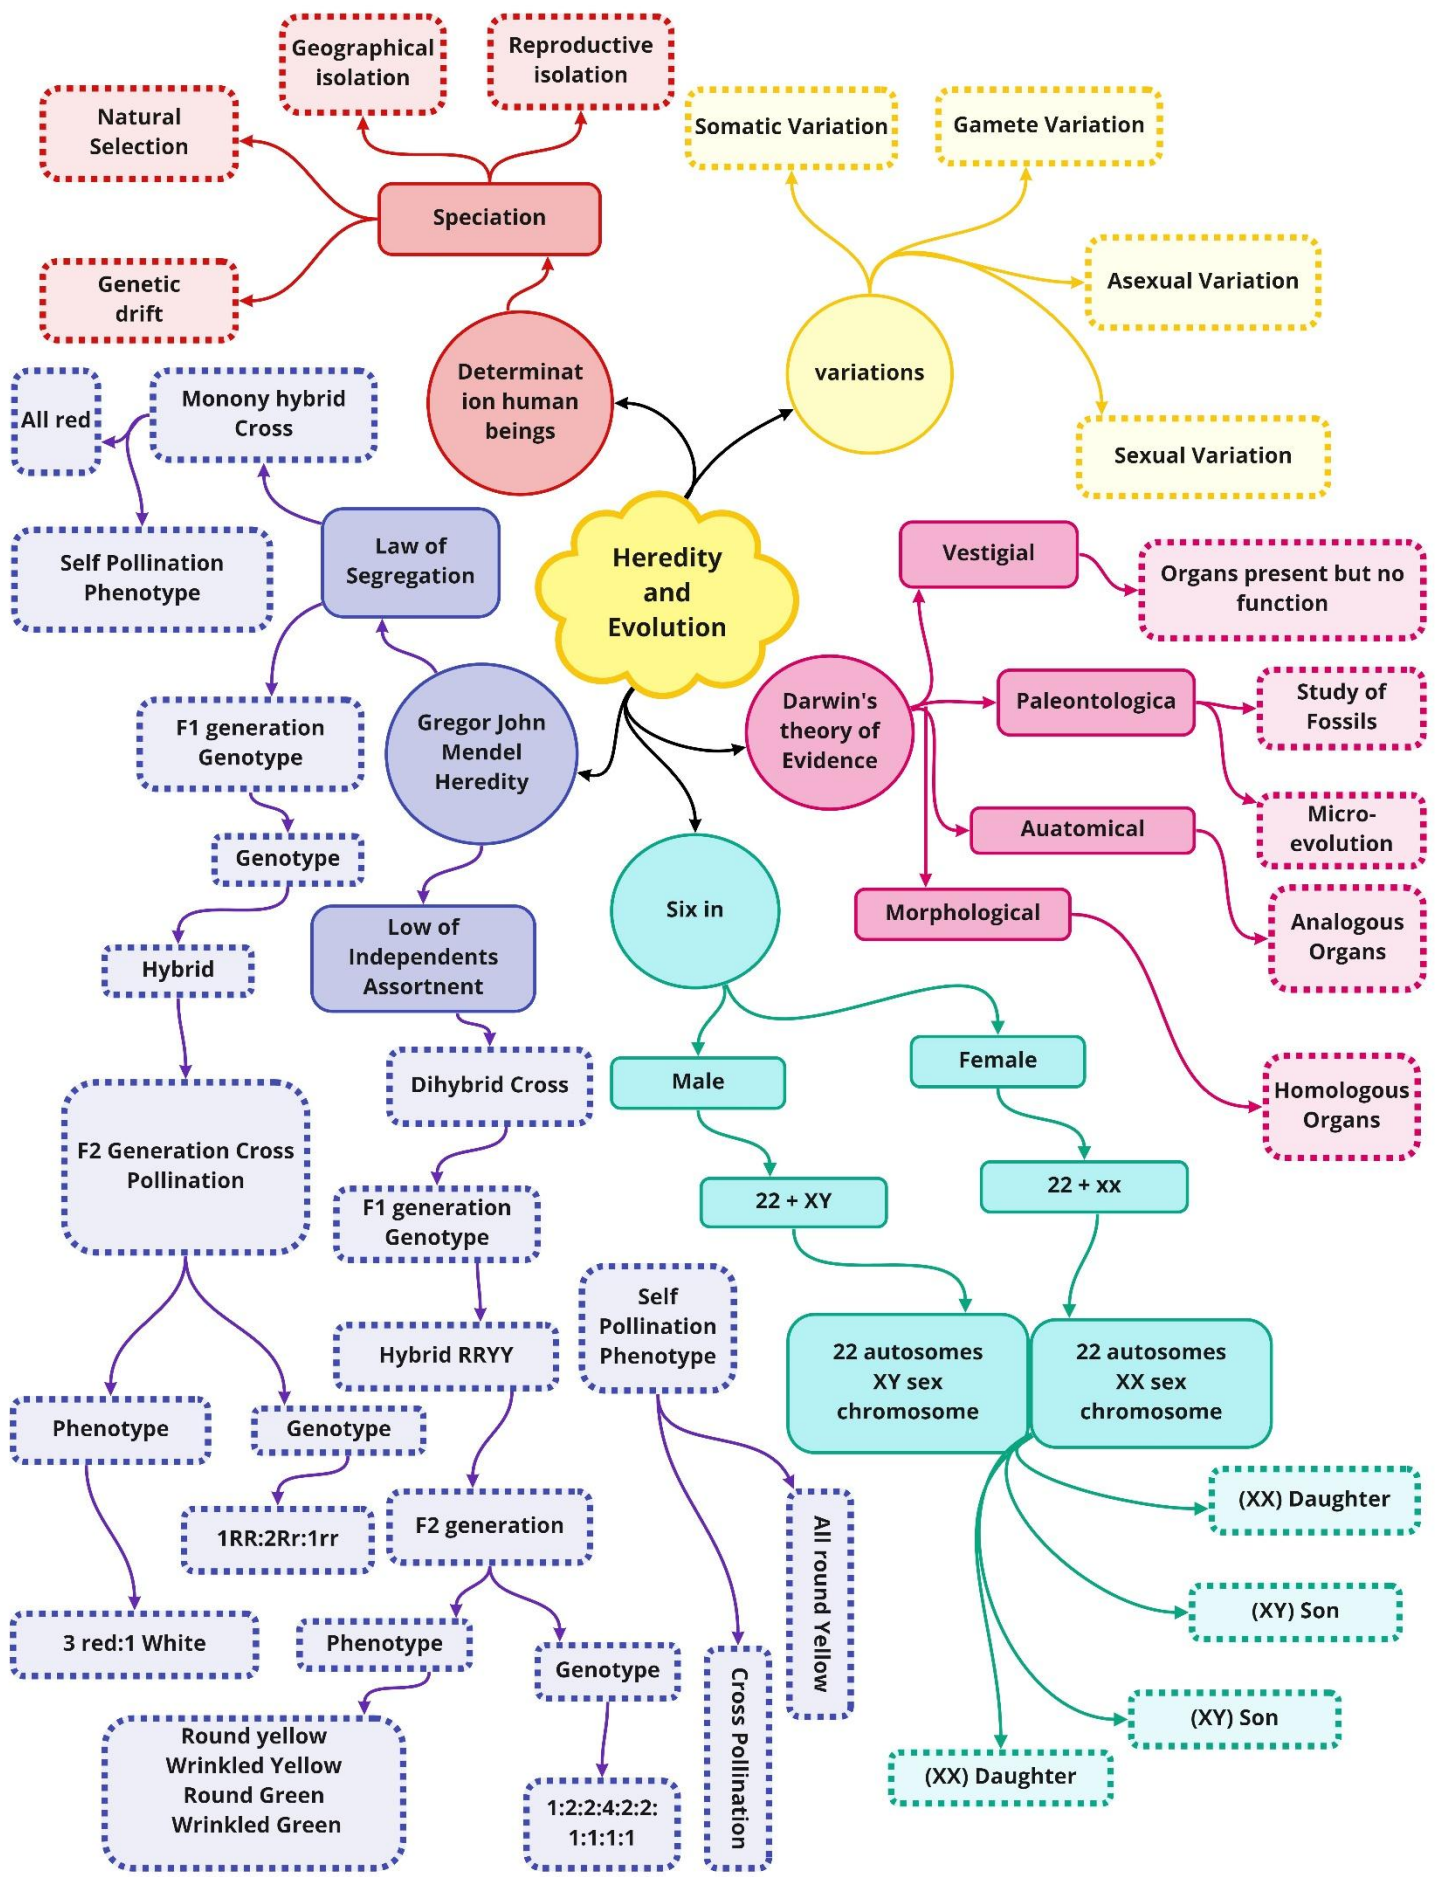 Geographical
isolation
Reproductive
isolation
Natural
Selection
Speciation
Genetic
drift
Somatic Variation
Gamete Variation
Asexual Variation
Sexual Variation
variations
Determinat
ion human
beings
All red
Monony hybrid
Cross
Self Pollination
Phenotype
Law of
Segregation
Heredity
and
Evolution
Vestigial
Organs present but no
function
F1 generation
Genotype
Gregor John
Mendel
Heredity
Darwin's
theory of
Evidence
Paleontologica
Study of
Fossils
Micro-
evolution
Auatomical
Analogous
Organs
Morphological
Homologous
Organs
Genotype
Hybrid
Low of
Independents
Assortnent
Six in
Male
Female
22 + XY
22 + xx
22 autosomes
XY sex
chromosome
22 autosomes
XX sex
chromosome
(XX) Daughter
(XY) Son
(XY) Son
(XX) Daughter
F2 Generation Cross
Pollination
Dihybrid Cross
F1 generation
Genotype
Hybrid RRYY
Self
Pollination
Phenotype
Phenotype
Genotype
1RR:2Rr:1rr
3 red:1 White
F2 generation
Phenotype
Genotype
Round yellow
Wrinkled Yellow
Round Green
Wrinkled Green
1:2:2:4:2:2:
1:1:1:1
Cross Pollination
All round Yellow